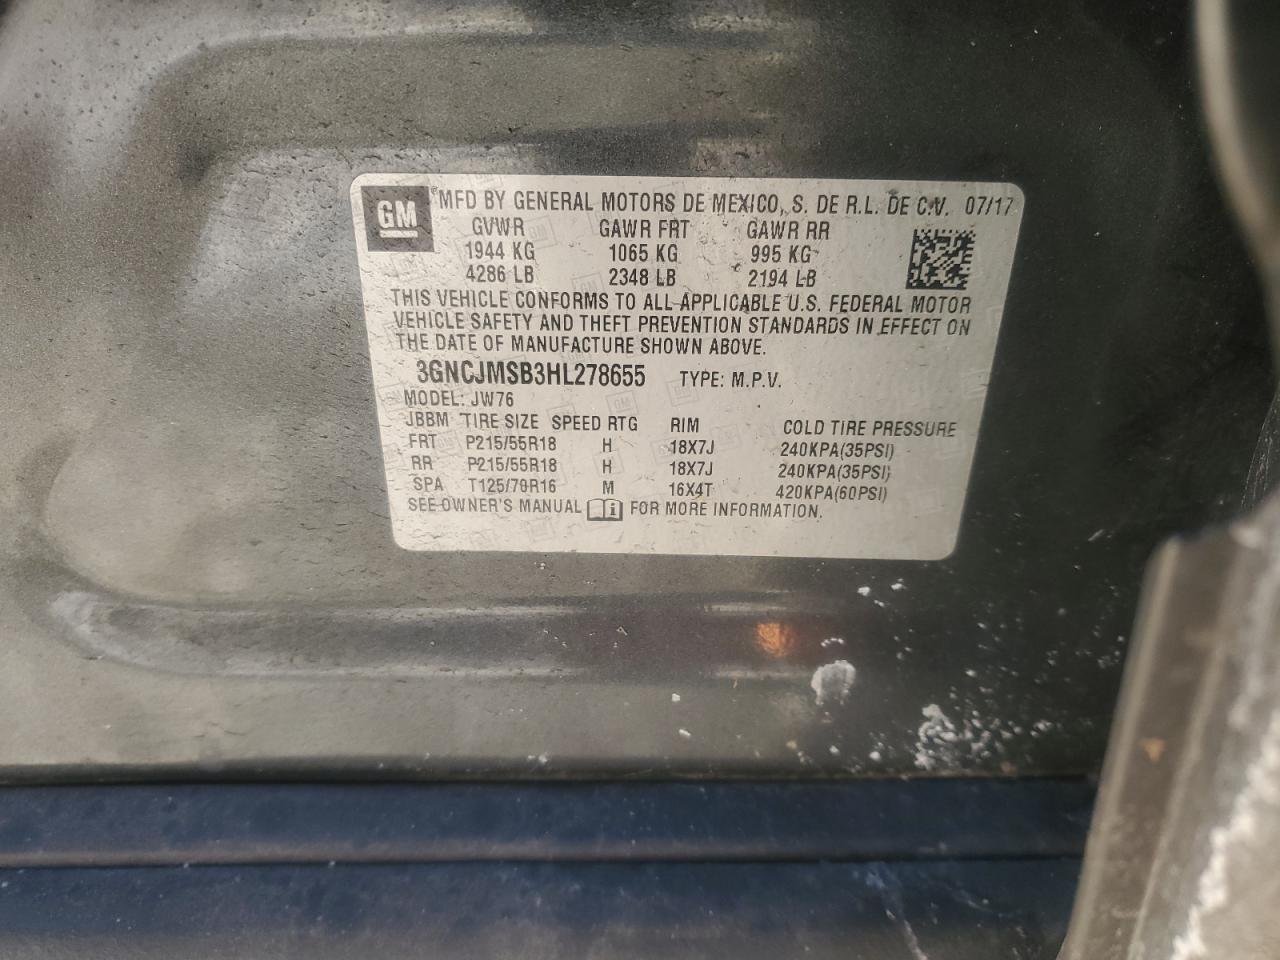 GM
® MFD BY GENERAL MOTORS DE MEXICO, S. DE R.L. DE C.V. 07/17
GVWR GAWR FRT GAWR RR
1944 KG 1065 KG 995 KG
4286 LB 2348 LB 2194 LB
THIS VEHICLE CONFORMS TO ALL APPLICABLE U.S. FEDERAL MOTOR
VEHICLE SAFETY AND THEFT PREVENTION STANDARDS IN EFFECT ON
THE DATE OF MANUFACTURE SHOWN ABOVE.
3GNCJMSB3HL278655 TYPE: M.P.V.
MODEL: JW76
JBBM TIRE SIZE SPEED RTG RIM COLD TIRE PRESSURE
FRT P215/55R18 H 18X7J 240KPA(35PSI)
RR P215/55R18 H 18X7J 240KPA(35PSI)
SPA T125/70R16 M 16X4T 420KPA(60PSI)
SEE OWNER'S MANUAL i FOR MORE INFORMATION.